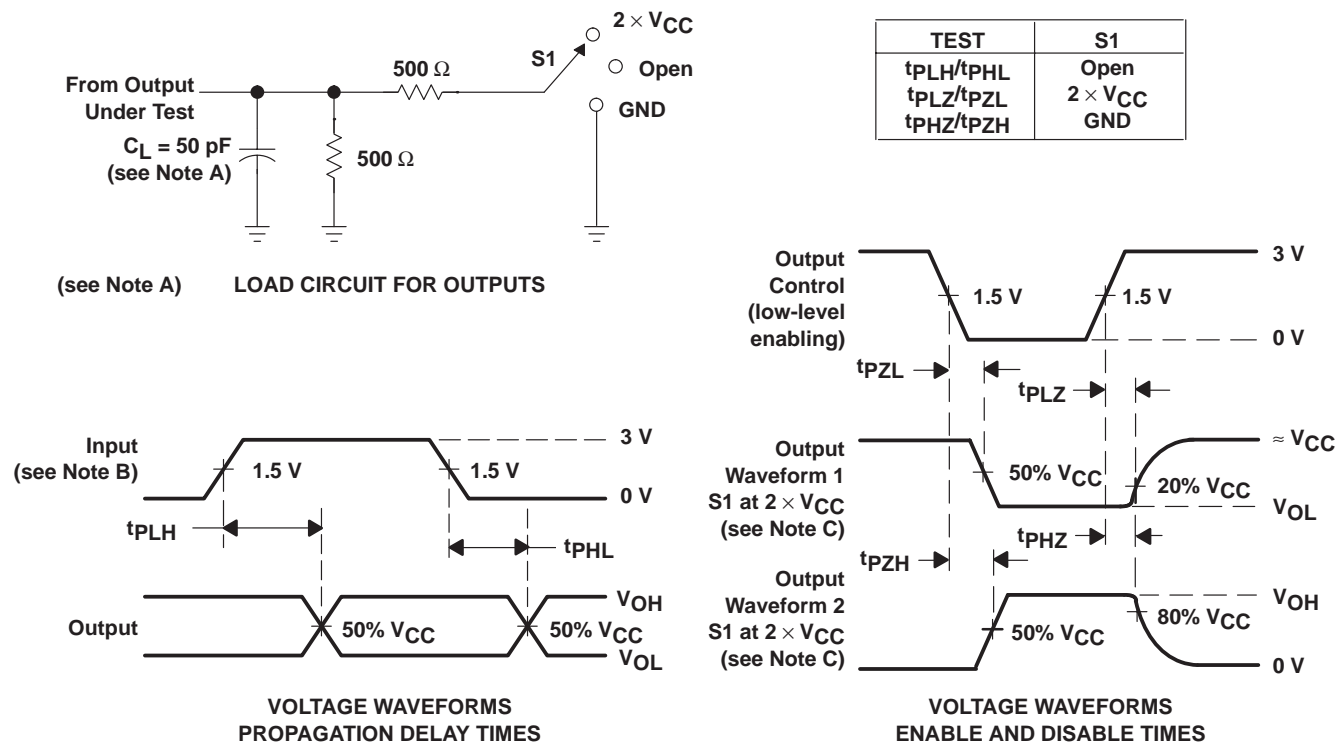 2 × VCC
S1
500 Ω
Open
From Output
Under Test
GND
CL = 50 pF
(see Note A)
500 Ω
(see Note A) LOAD CIRCUIT FOR OUTPUTS
TEST S1
tPLH/tPHL Open
tPLZ/tPZL 2 × VCC
tPHZ/tPZH GND
Input
(see Note B)
1.5 V
1.5 V
3 V
0 V
tPLH
tPHL
Output
50% VCC
50% VCC
VOH
VOL
VOLTAGE WAVEFORMS
PROPAGATION DELAY TIMES
Output
Control
(low-level
enabling)
1.5 V
1.5 V
3 V
0 V
tPZL
tPLZ
Output
Waveform 1
S1 at 2 × VCC
(see Note C)
50% VCC
20% VCC
≈ VCC
VOL
tPZH
tPHZ
Output
Waveform 2
S1 at 2 × VCC
(see Note C)
50% VCC
80% VCC
VOH
0 V
VOLTAGE WAVEFORMS
ENABLE AND DISABLE TIMES